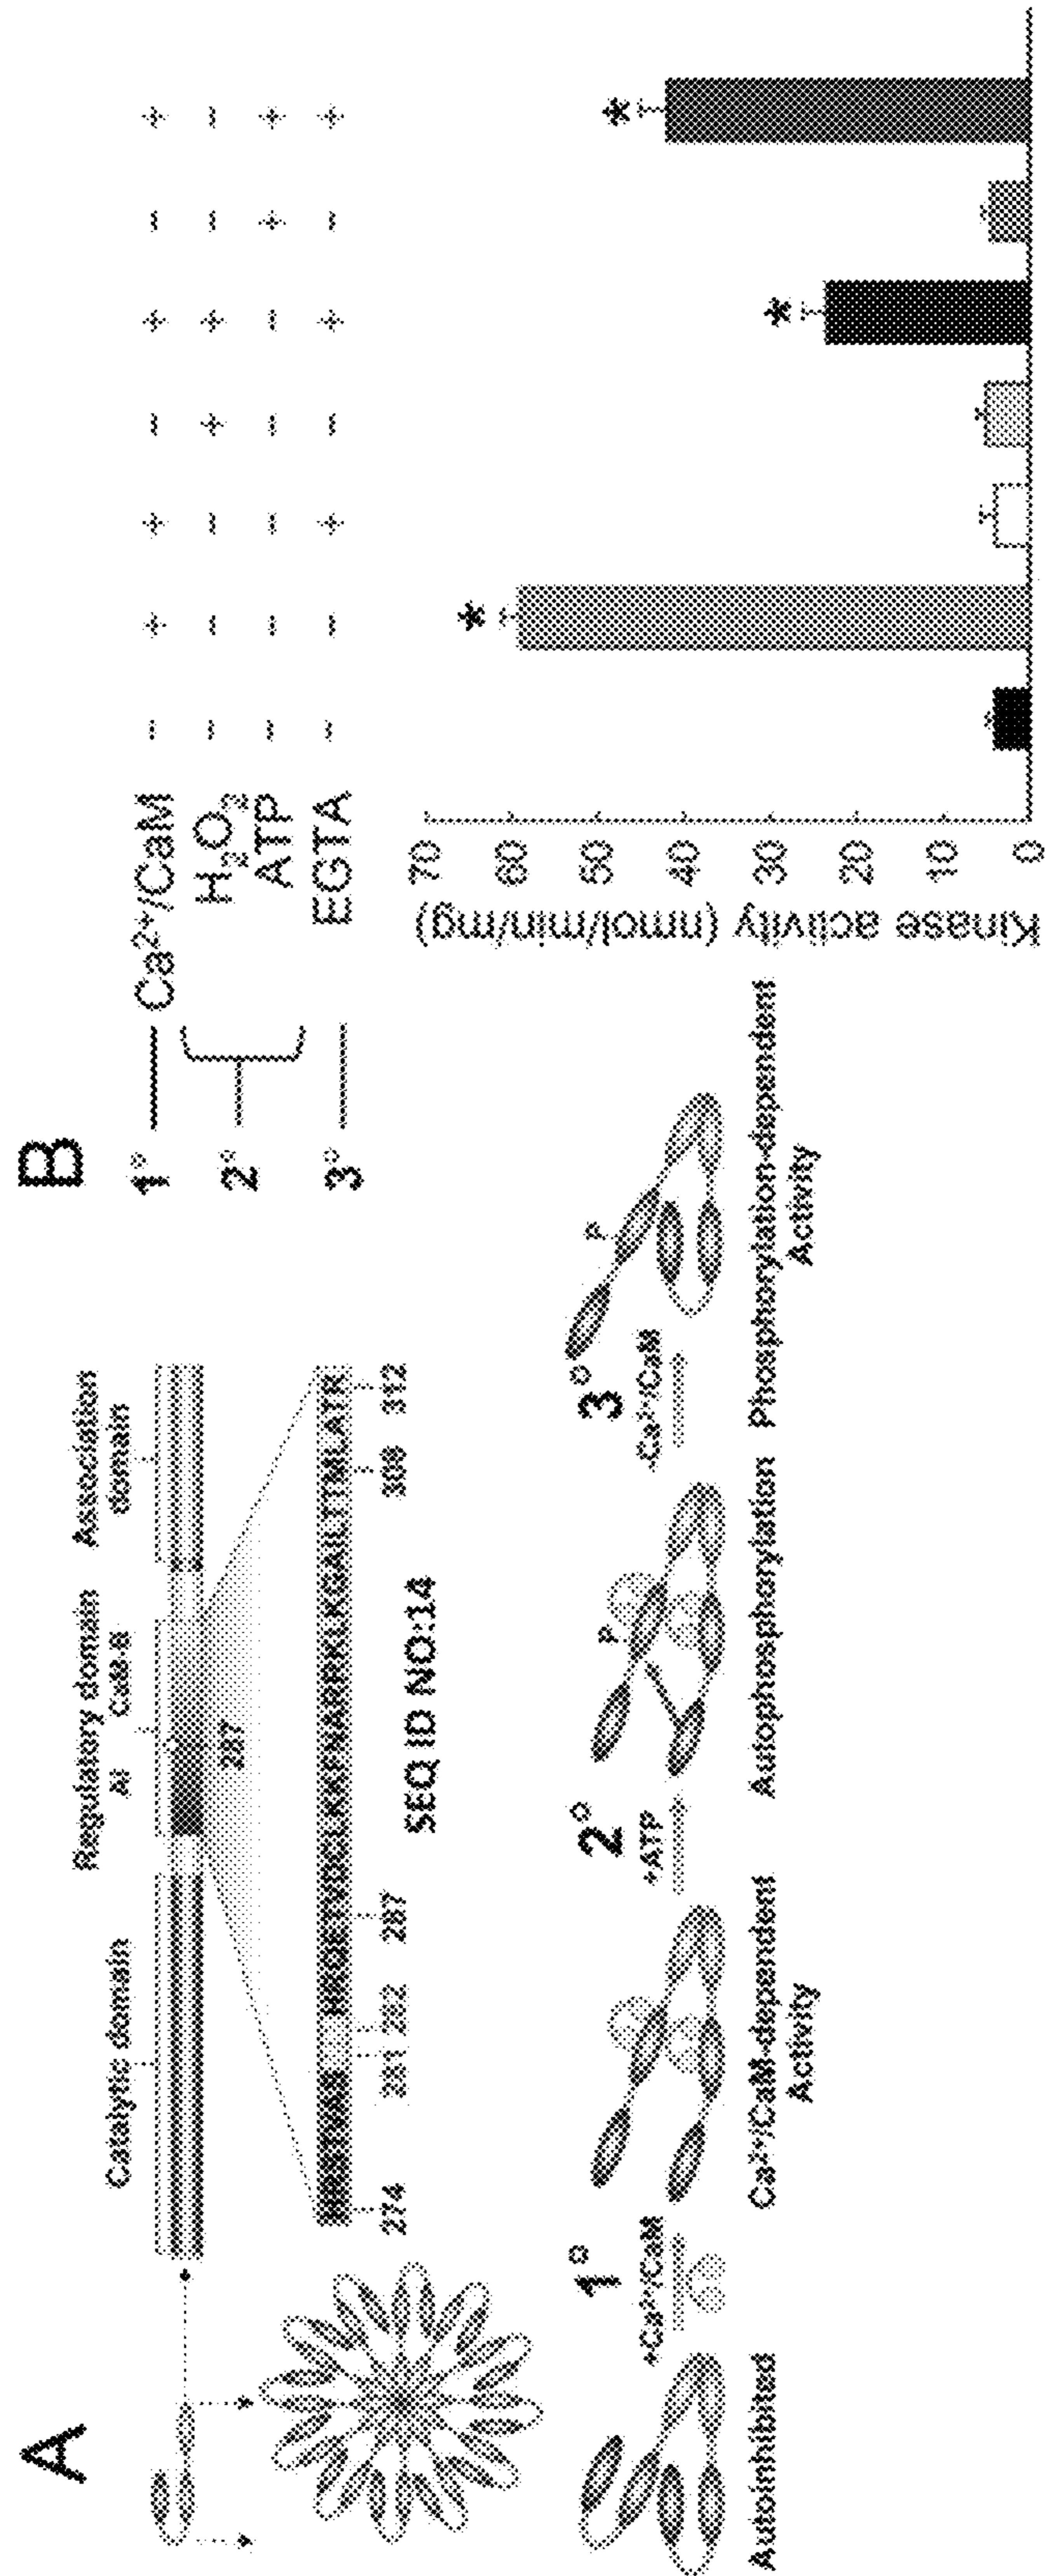 A
Catalytic domain
Regulatory domain
AI CaM-B
Association
domain
287
274 281 282 287 308 312
SEQ ID NO:14
1°
+Ca²⁺/CaM
2°
+ATP
3°
-Ca²⁺/CaM
P
P
Autoinhibited
Ca²⁺/CaM-dependent
Activity
Autophosphorylation
Phosphorylation-dependent
Activity
B
1° Ca²⁺/CaM - + + - + - +
2° H₂O₂ - - - + + - -
ATP - - - - - + +
3° EGTA - - + - + - +
Kinase activity (nmol/min/mg)
70
60
50
40
30
20
10
0
* * *